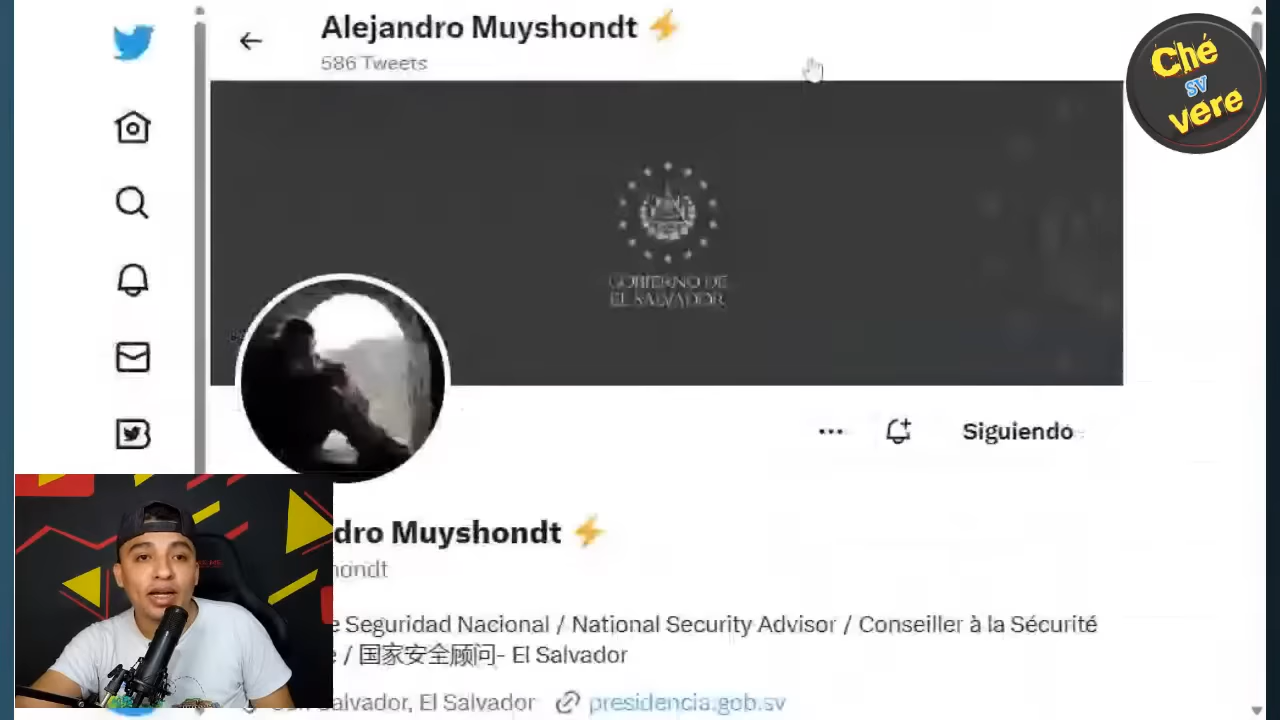 Alejandro Muyshondt ⚡
586 Tweets
Ché
sv
vere
GOBIERNO DE
EL SALVADOR
Siguiendo
dro Muyshondt ⚡
hondt
e Seguridad Nacional / National Security Advisor / Conseiller à la Sécurité
e / 国家安全顾问- El Salvador
Salvador, El Salvador
presidencia.gob.sv